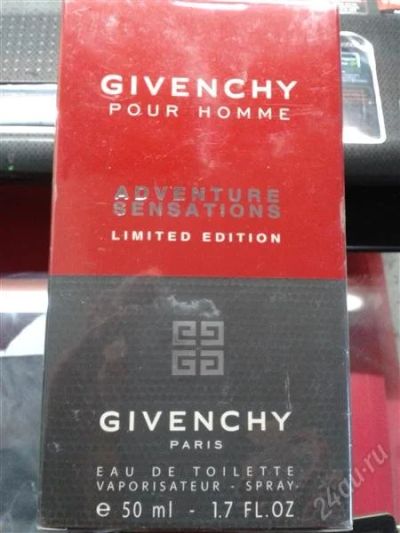 GIVENCHY
POUR HOMME
ADVENTURE
SENSATIONS
LIMITED EDITION
GIVENCHY
PARIS
EAU DE TOILETTE
VAPORISATEUR - SPRAY
e 50 ml - 1.7 FL.OZ
24au.ru